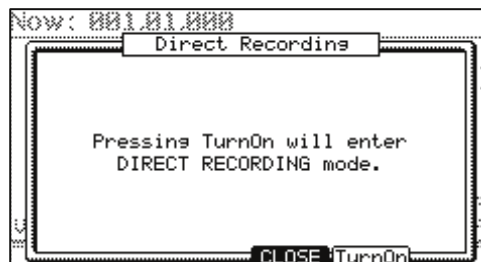 Now: 001.01.000
Direct Recording
Pressing TurnOn will enter
DIRECT RECORDING mode.
CLOSE TurnOn